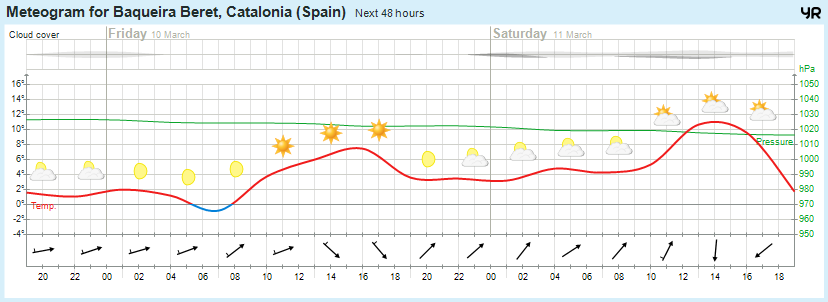 Meteogram for Baqueira Beret, Catalonia (Spain) Next 48 hours
YR
Cloud cover
Friday 10 March
Saturday 11 March
hPa
16° 1050
14° 1040
12° 1030
10° 1020
Pressure
8° 1010
6° 1000
4° 990
2° 980
Temp.
0° 970
-2° 960
-4° 950
20 22 00 02 04 06 08 10 12 14 16 18 20 22 00 02 04 06 08 10 12 14 16 18